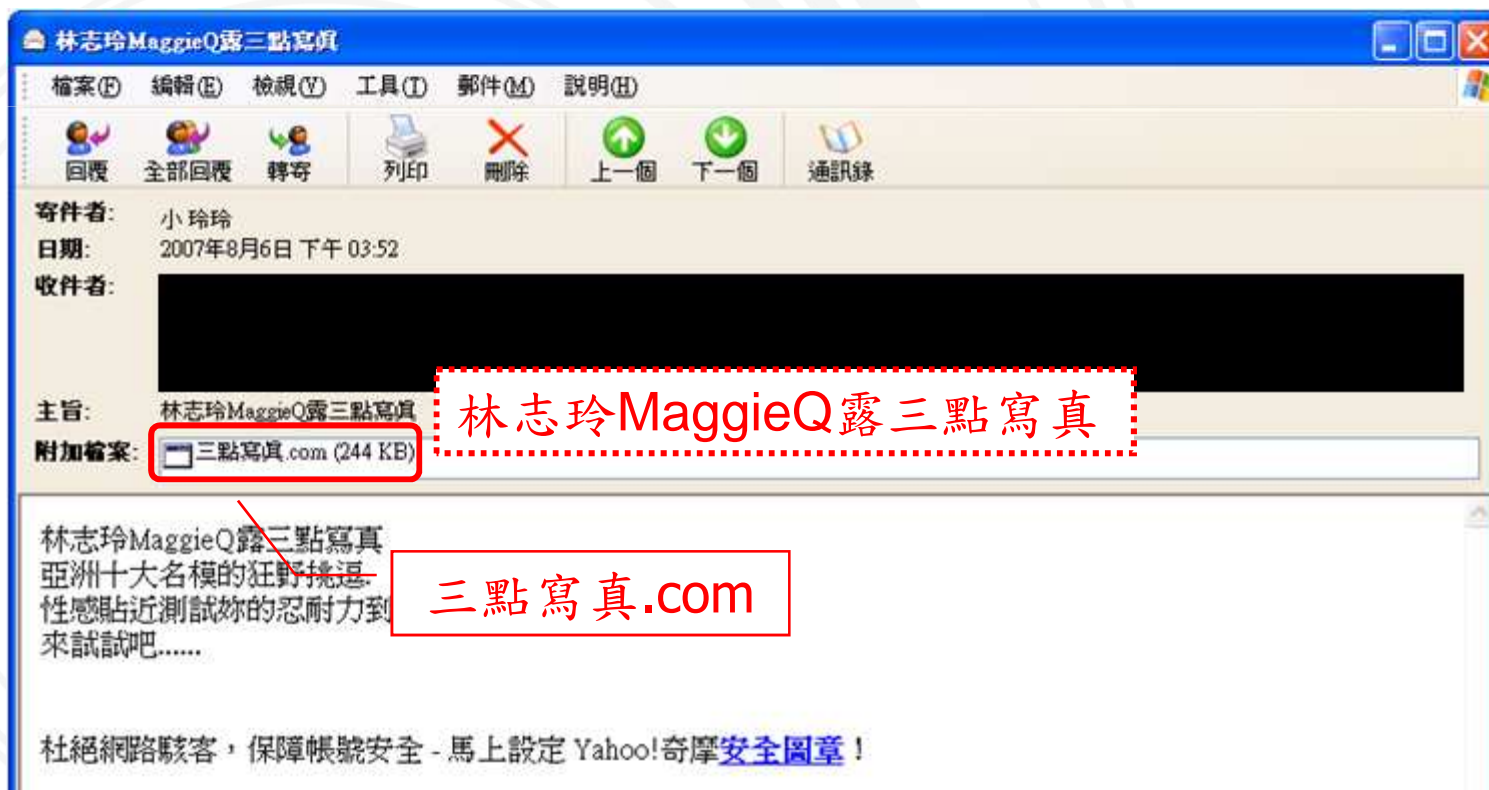 林志玲MaggieQ露三點寫真
檔案(F) 編輯(E) 檢視(V) 工具(T) 郵件(M) 說明(H)
回覆 全部回覆 轉寄 列印 刪除 上一個 下一個 通訊錄
寄件者: 小 玲玲
日期: 2007年8月6日 下午 03:52
收件者:
主旨: 林志玲MaggieQ露三點寫真
林志玲MaggieQ露三點寫真
附加檔案: 三點寫真.com (244 KB)
林志玲MaggieQ露三點寫真
亞洲十大名模的狂野挑逗.
性感貼近測試妳的忍耐力到
三點寫真.com
來試試吧......
杜絕網路駭客，保障帳號安全 - 馬上設定 Yahoo!奇摩安全圖章！